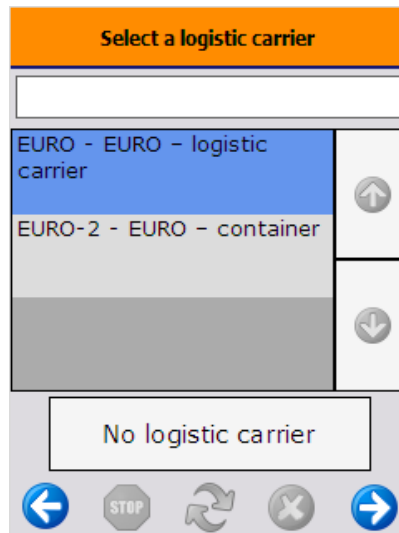 Select a logistic carrier
EURO - EURO – logistic
carrier
EURO-2 - EURO – container
No logistic carrier
STOP